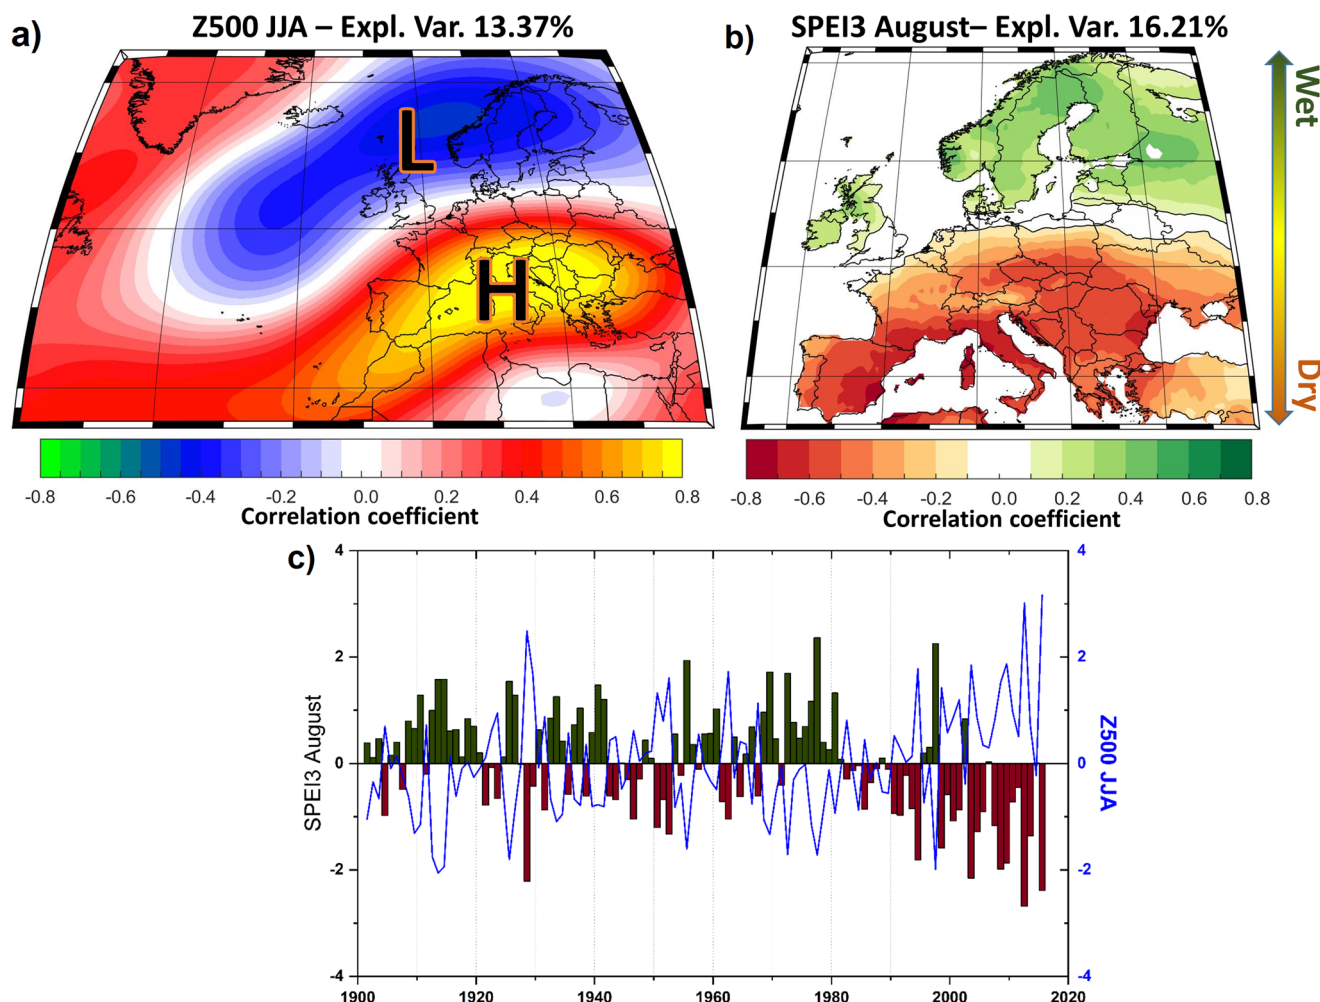 a)
Z500 JJA – Expl. Var. 13.37%
L
H
-0.8 -0.6 -0.4 -0.2 0.0 0.2 0.4 0.6 0.8
Correlation coefficient
b)
SPEI3 August– Expl. Var. 16.21%
Wet
Dry
-0.8 -0.6 -0.4 -0.2 0.0 0.2 0.4 0.6 0.8
Correlation coefficient
c)
SPEI3 August
4
2
0
-2
-4
4
2
0
-2
-4
Z500 JJA
1900 1920 1940 1960 1980 2000 2020